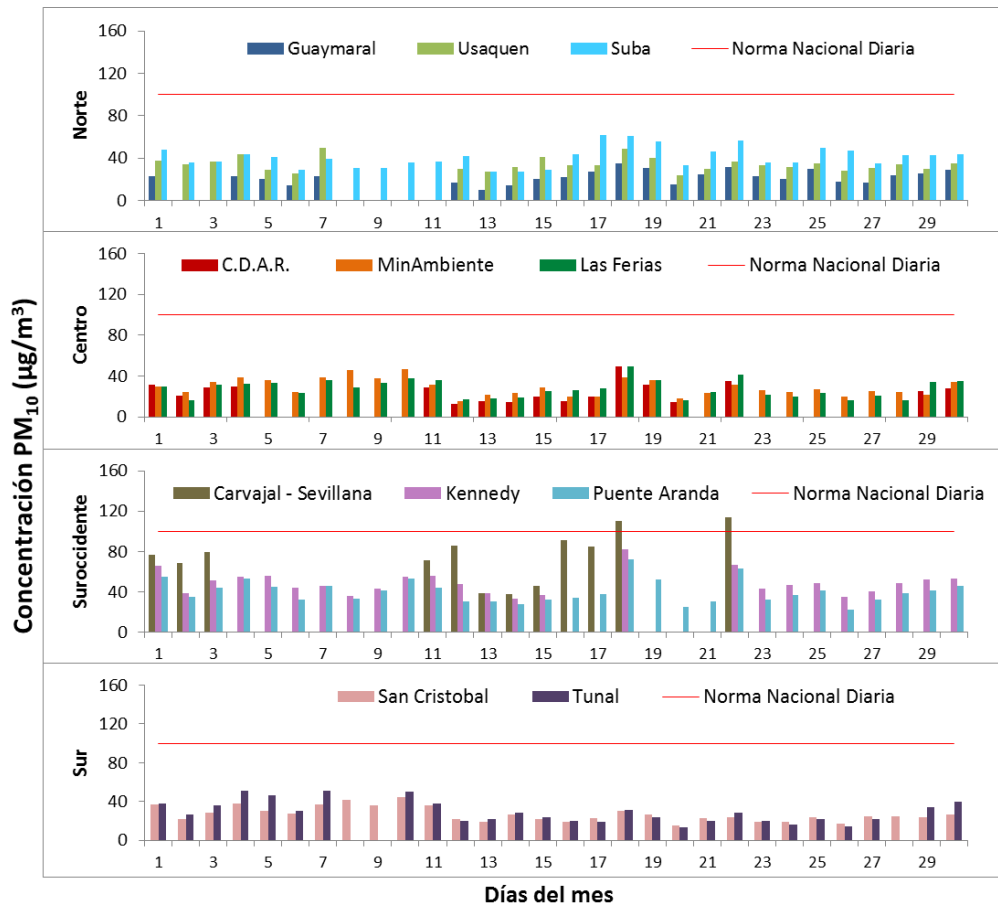 Concentración PM₁₀ (µg/m³)
Norte
160
120
80
40
0
Guaymaral Usaquen Suba Norma Nacional Diaria
1 3 5 7 9 11 13 15 17 19 21 23 25 27 29
Centro
160
120
80
40
0
C.D.A.R. MinAmbiente Las Ferias Norma Nacional Diaria
1 3 5 7 9 11 13 15 17 19 21 23 25 27 29
Suroccidente
160
120
80
40
0
Carvajal - Sevillana Kennedy Puente Aranda Norma Nacional Diaria
1 3 5 7 9 11 13 15 17 19 21 23 25 27 29
Sur
160
120
80
40
0
San Cristobal Tunal Norma Nacional Diaria
1 3 5 7 9 11 13 15 17 19 21 23 25 27 29
Días del mes